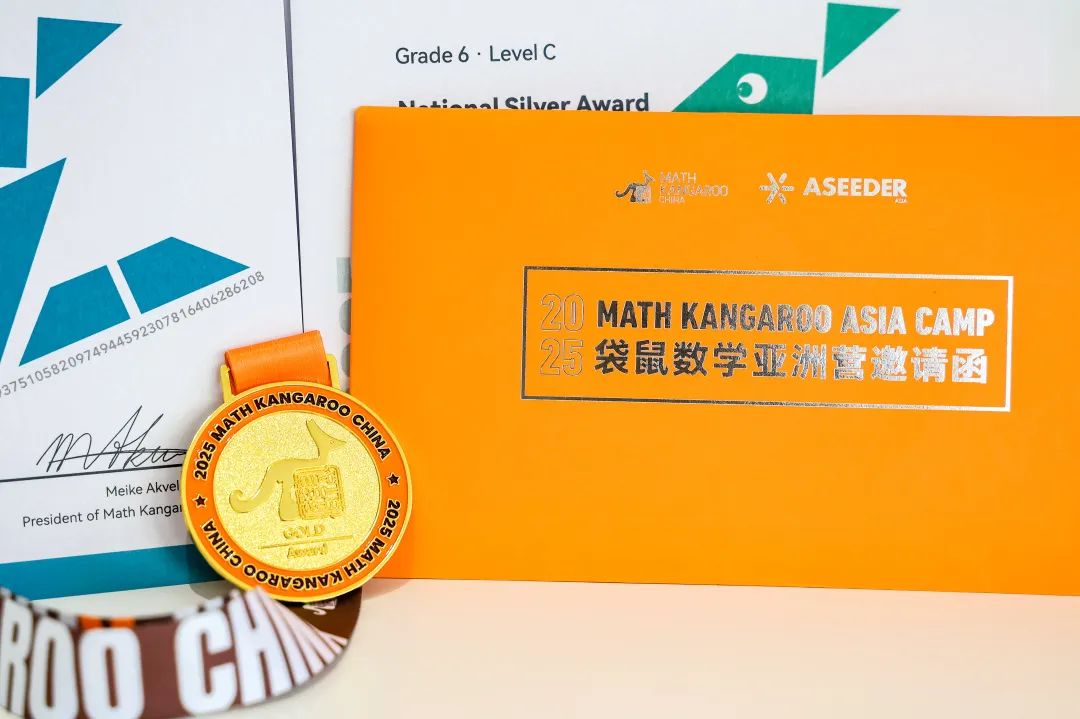 Grade 6 · Level C
National Silver Award
MATH
KANGAROO
CHINA
ASEEDER
ASIA
2025
MATH KANGAROO ASIA CAMP
袋鼠数学亚洲营邀请函
937510582097494459230781640628620
Meike Akvel
President of Math Kangar
2025 MATH KANGAROO CHINA
2025 MATH KANGAROO CHINA
GOLD
Award
ROO CHIN